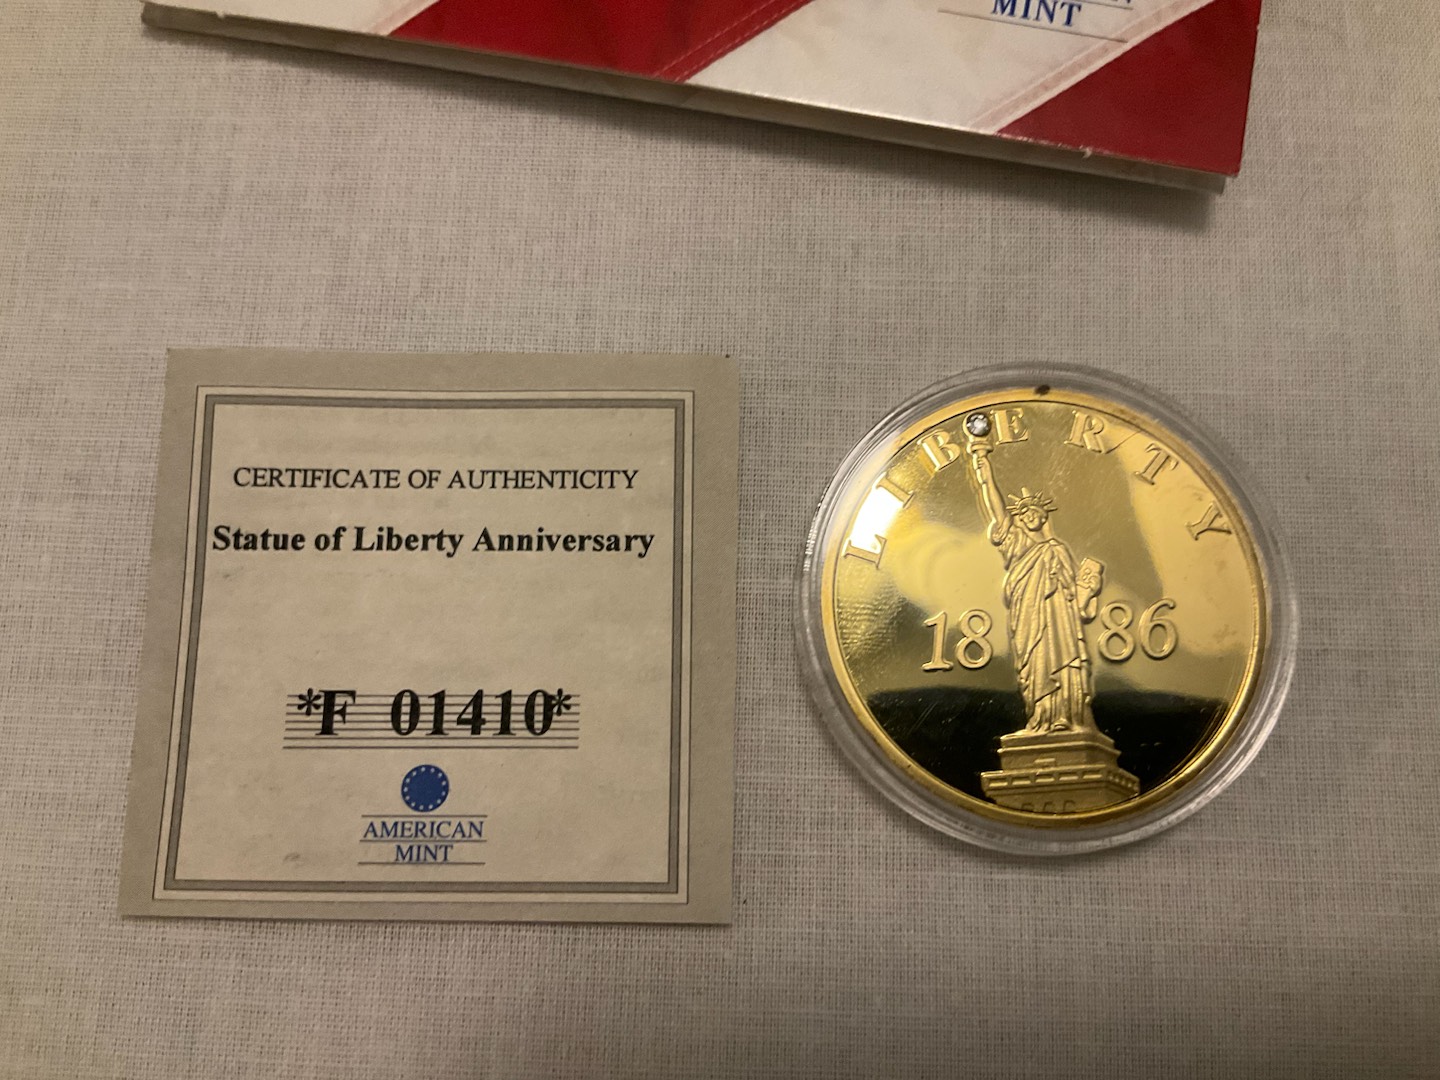 MINT
CERTIFICATE OF AUTHENTICITY
Statue of Liberty Anniversary
*F 01410*
AMERICAN
MINT
LIBERTY
1886